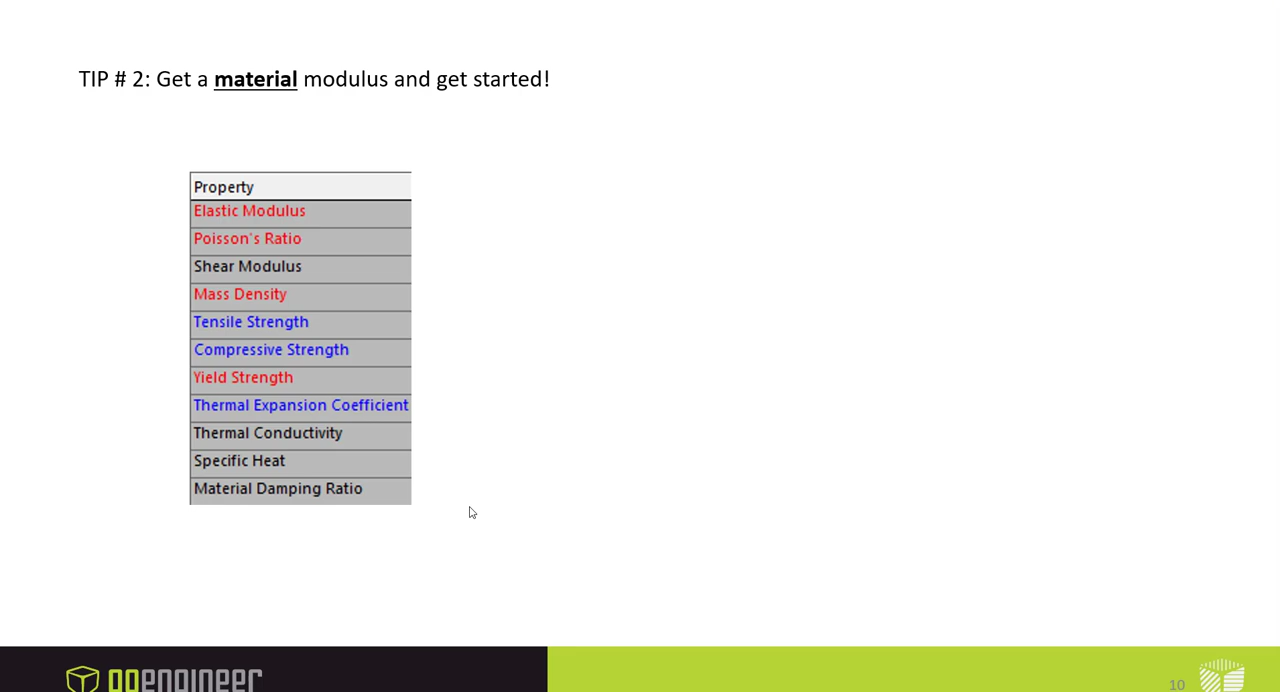 TIP # 2: Get a material modulus and get started!
Property
Elastic Modulus
Poisson's Ratio
Shear Modulus
Mass Density
Tensile Strength
Compressive Strength
Yield Strength
Thermal Expansion Coefficient
Thermal Conductivity
Specific Heat
Material Damping Ratio
goengineer
10